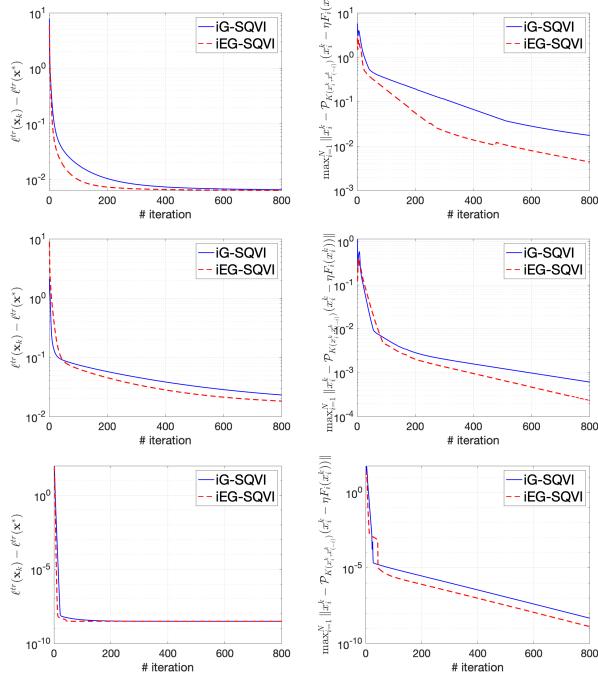 10^1
10^0
10^-1
10^-2
0
200
400
600
800
# iteration
ℓ^{tr}(x_k) − ℓ^{tr}(x*)
iG-SQVI
iEG-SQVI
10^1
10^0
10^-1
10^-2
10^-3
0
200
400
600
800
# iteration
max_{i=1}^N ‖x_i^k − P_{K(x_i^k, x_{(−i)}^k)}(x_i^k − ηF_i(x_i^k))‖
iG-SQVI
iEG-SQVI
10^1
10^0
10^-1
10^-2
0
200
400
600
800
# iteration
ℓ^{tr}(x_k) − ℓ^{tr}(x*)
iG-SQVI
iEG-SQVI
10^0
10^-1
10^-2
10^-3
10^-4
0
200
400
600
800
# iteration
max_{i=1}^N ‖x_i^k − P_{K(x_i^k, x_{(−i)}^k)}(x_i^k − ηF_i(x_i^k))‖
iG-SQVI
iEG-SQVI
10^0
10^-5
10^-10
0
200
400
600
800
# iteration
ℓ^{tr}(x_k) − ℓ^{tr}(x*)
iG-SQVI
iEG-SQVI
10^0
10^-5
10^-10
0
200
400
600
800
# iteration
max_{i=1}^N ‖x_i^k − P_{K(x_i^k, x_{(−i)}^k)}(x_i^k − ηF_i(x_i^k))‖
iG-SQVI
iEG-SQVI